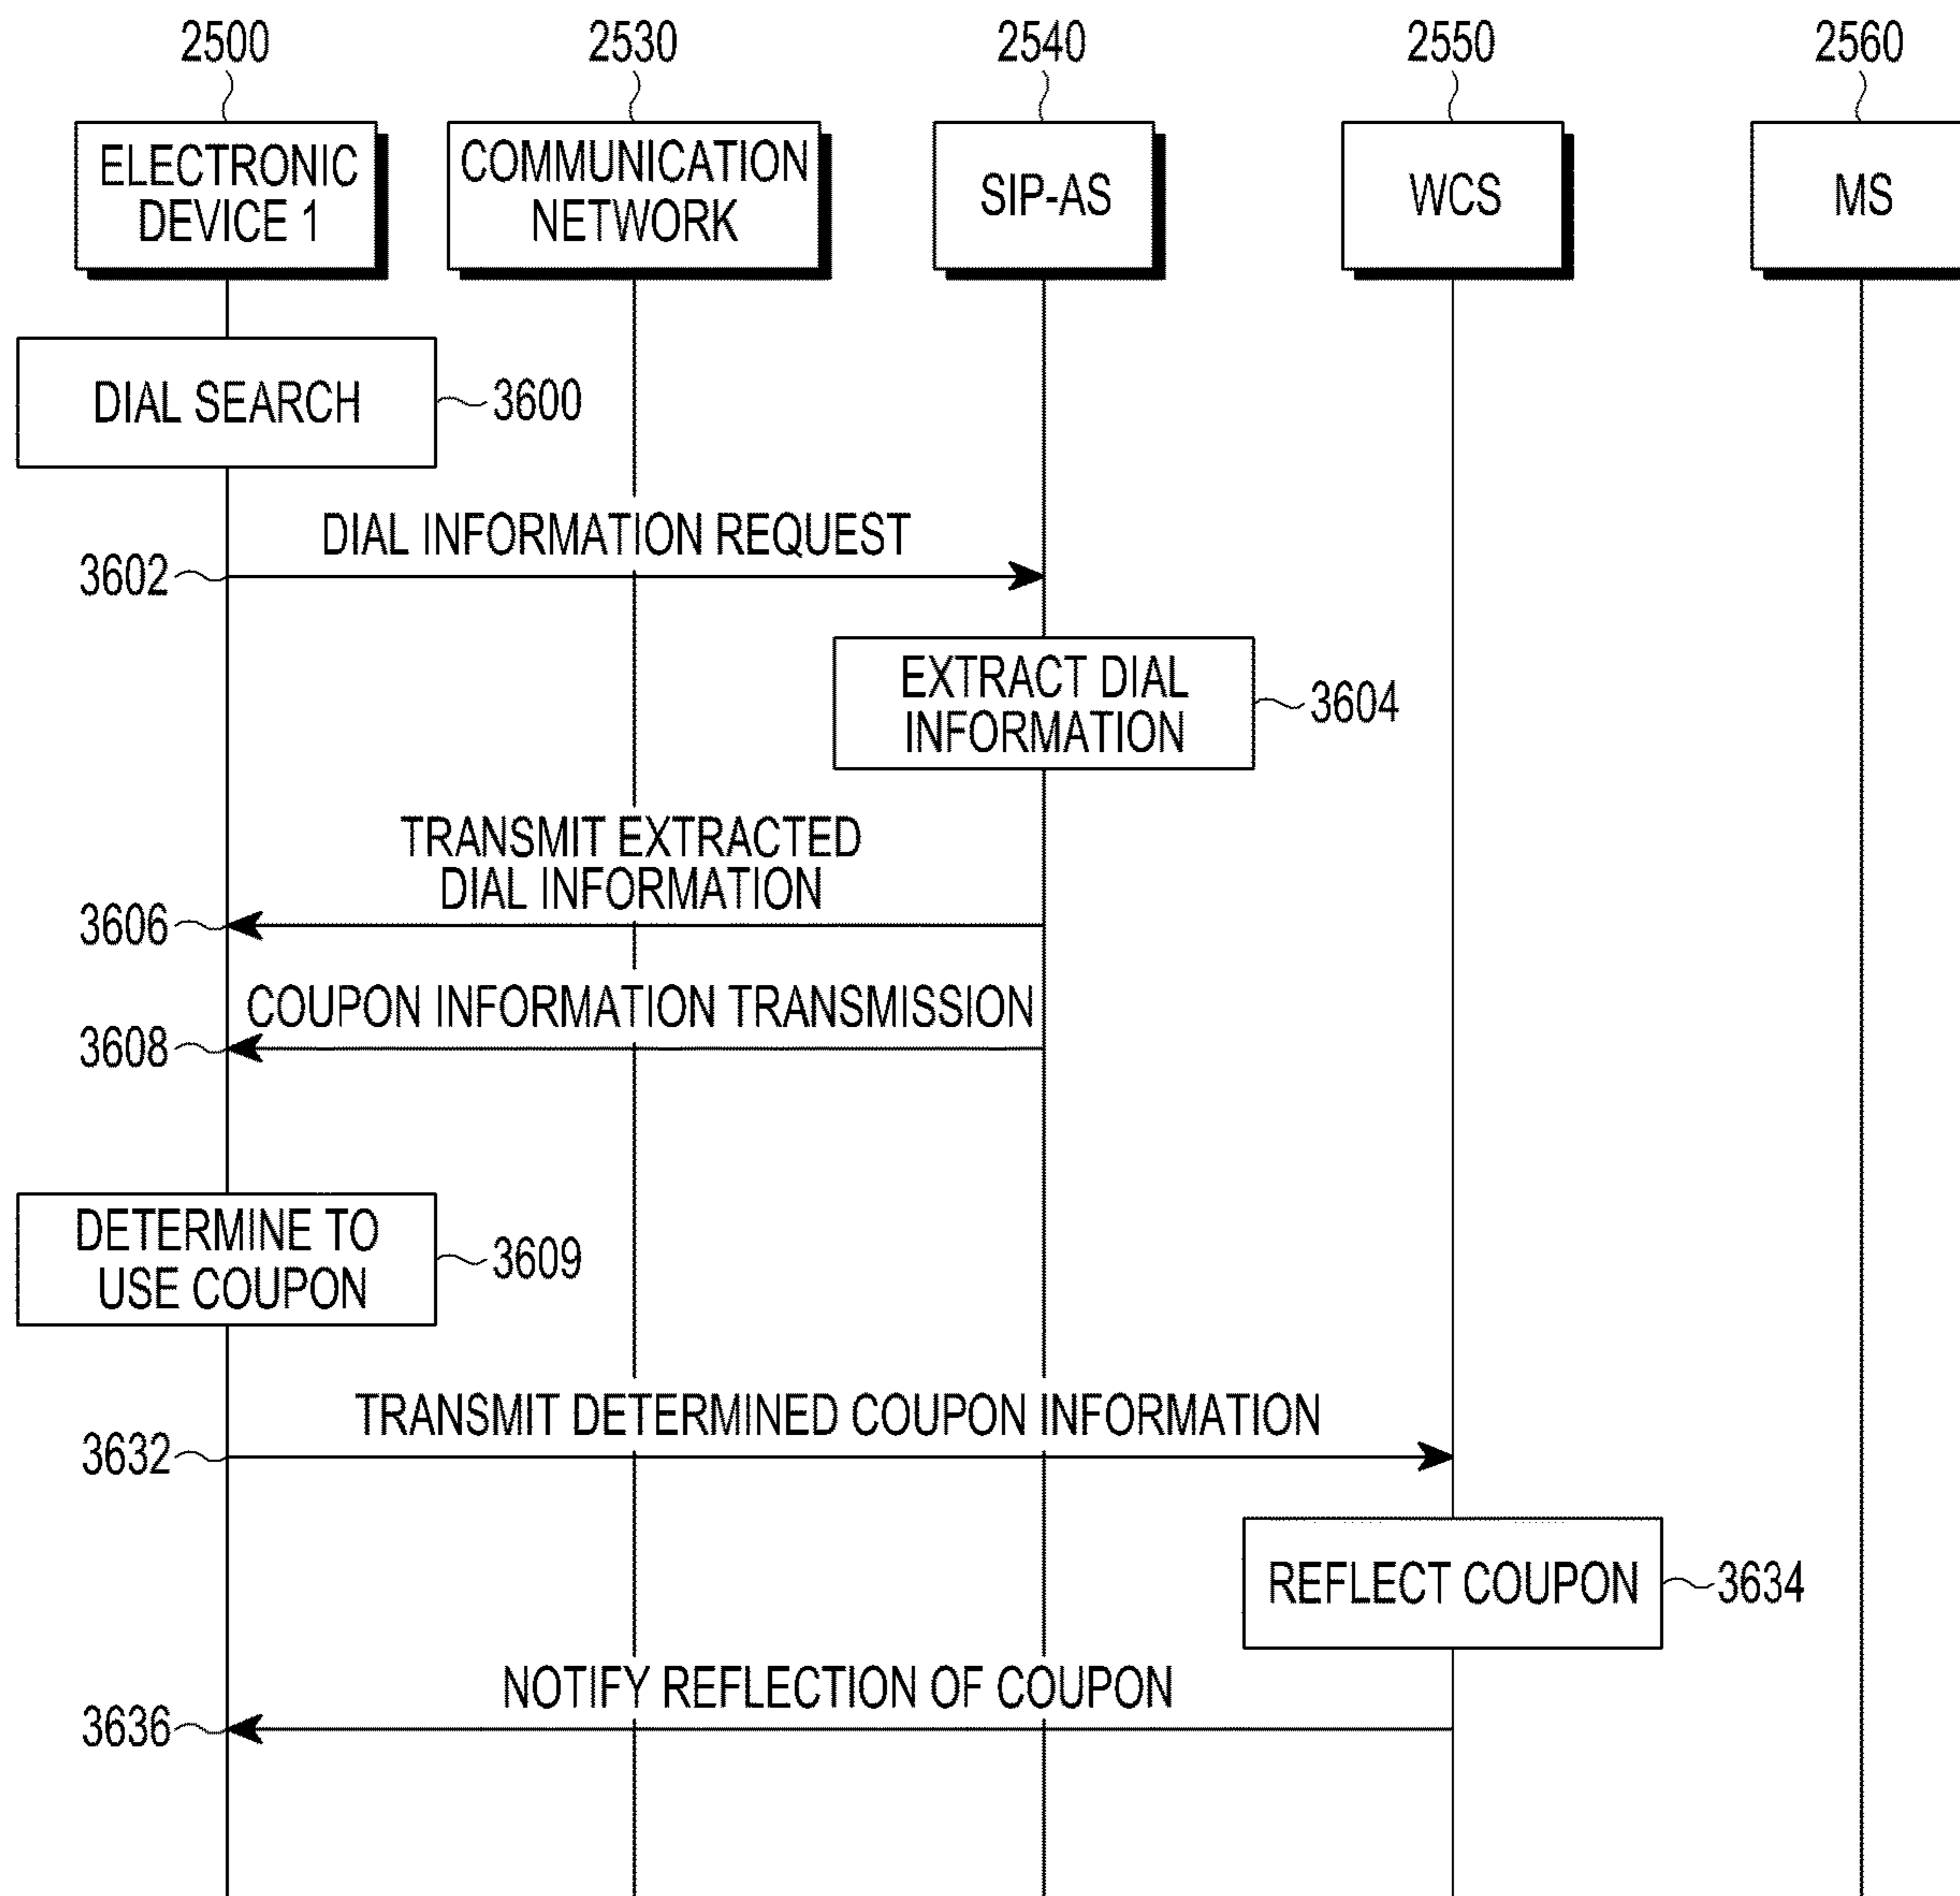 2500
2530
2540
2550
2560
ELECTRONIC
DEVICE 1
COMMUNICATION
NETWORK
SIP-AS
WCS
MS
DIAL SEARCH
3600
DIAL INFORMATION REQUEST
3602
EXTRACT DIAL
INFORMATION
3604
TRANSMIT EXTRACTED
DIAL INFORMATION
3606
COUPON INFORMATION TRANSMISSION
3608
DETERMINE TO
USE COUPON
3609
TRANSMIT DETERMINED COUPON INFORMATION
3632
REFLECT COUPON
3634
NOTIFY REFLECTION OF COUPON
3636